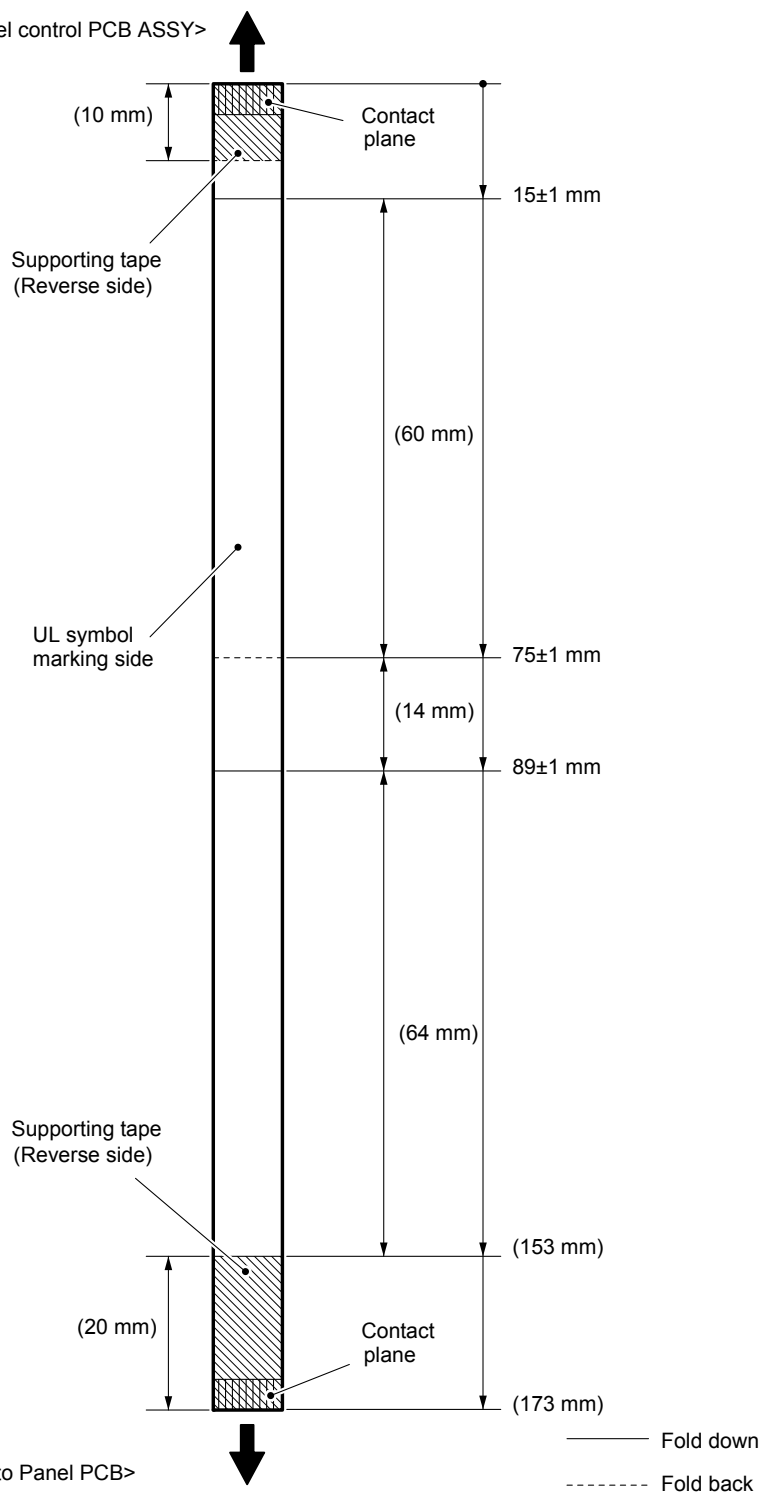 el control PCB ASSY>
(10 mm)
Contact
plane
15±1 mm
Supporting tape
(Reverse side)
(60 mm)
UL symbol
marking side
75±1 mm
(14 mm)
89±1 mm
(64 mm)
Supporting tape
(Reverse side)
(153 mm)
(20 mm)
Contact
plane
(173 mm)
Fold down
to Panel PCB>
Fold back